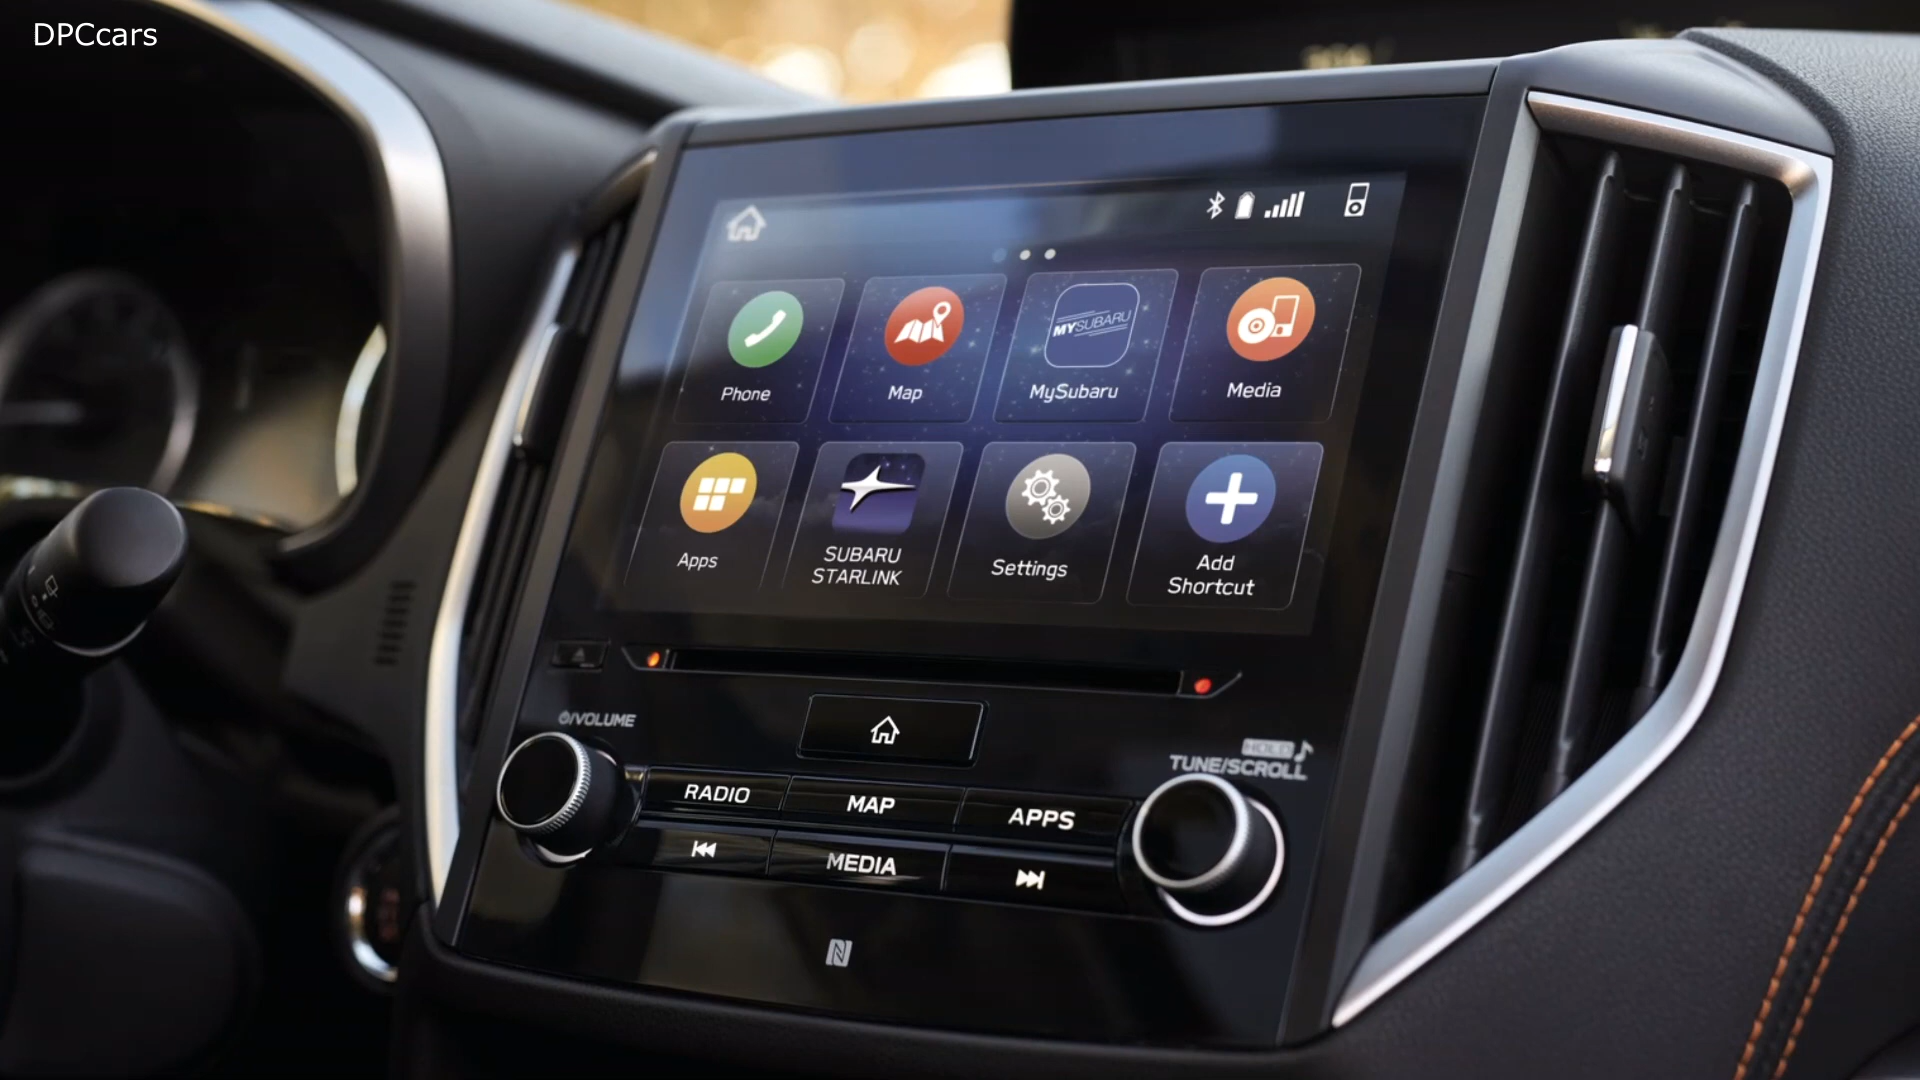 DPCcars
Phone
Map
MYSUBARU
MySubaru
Media
Apps
SUBARU
STARLINK
Settings
Add
Shortcut
VOLUME
HOLD
TUNE/SCROLL
RADIO
MAP
APPS
MEDIA